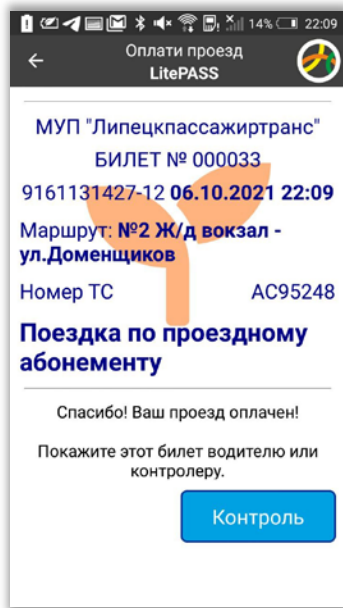 14% 22:09
Оплати проезд
LitePASS
МУП "Липецкпассажиртранс"
БИЛЕТ № 000033
9161131427-12 06.10.2021 22:09
Маршрут: №2 Ж/д вокзал -
ул.Доменщиков
Номер ТС АС95248
Поездка по проездному
абонементу
Спасибо! Ваш проезд оплачен!
Покажите этот билет водителю или
контролеру.
Контроль